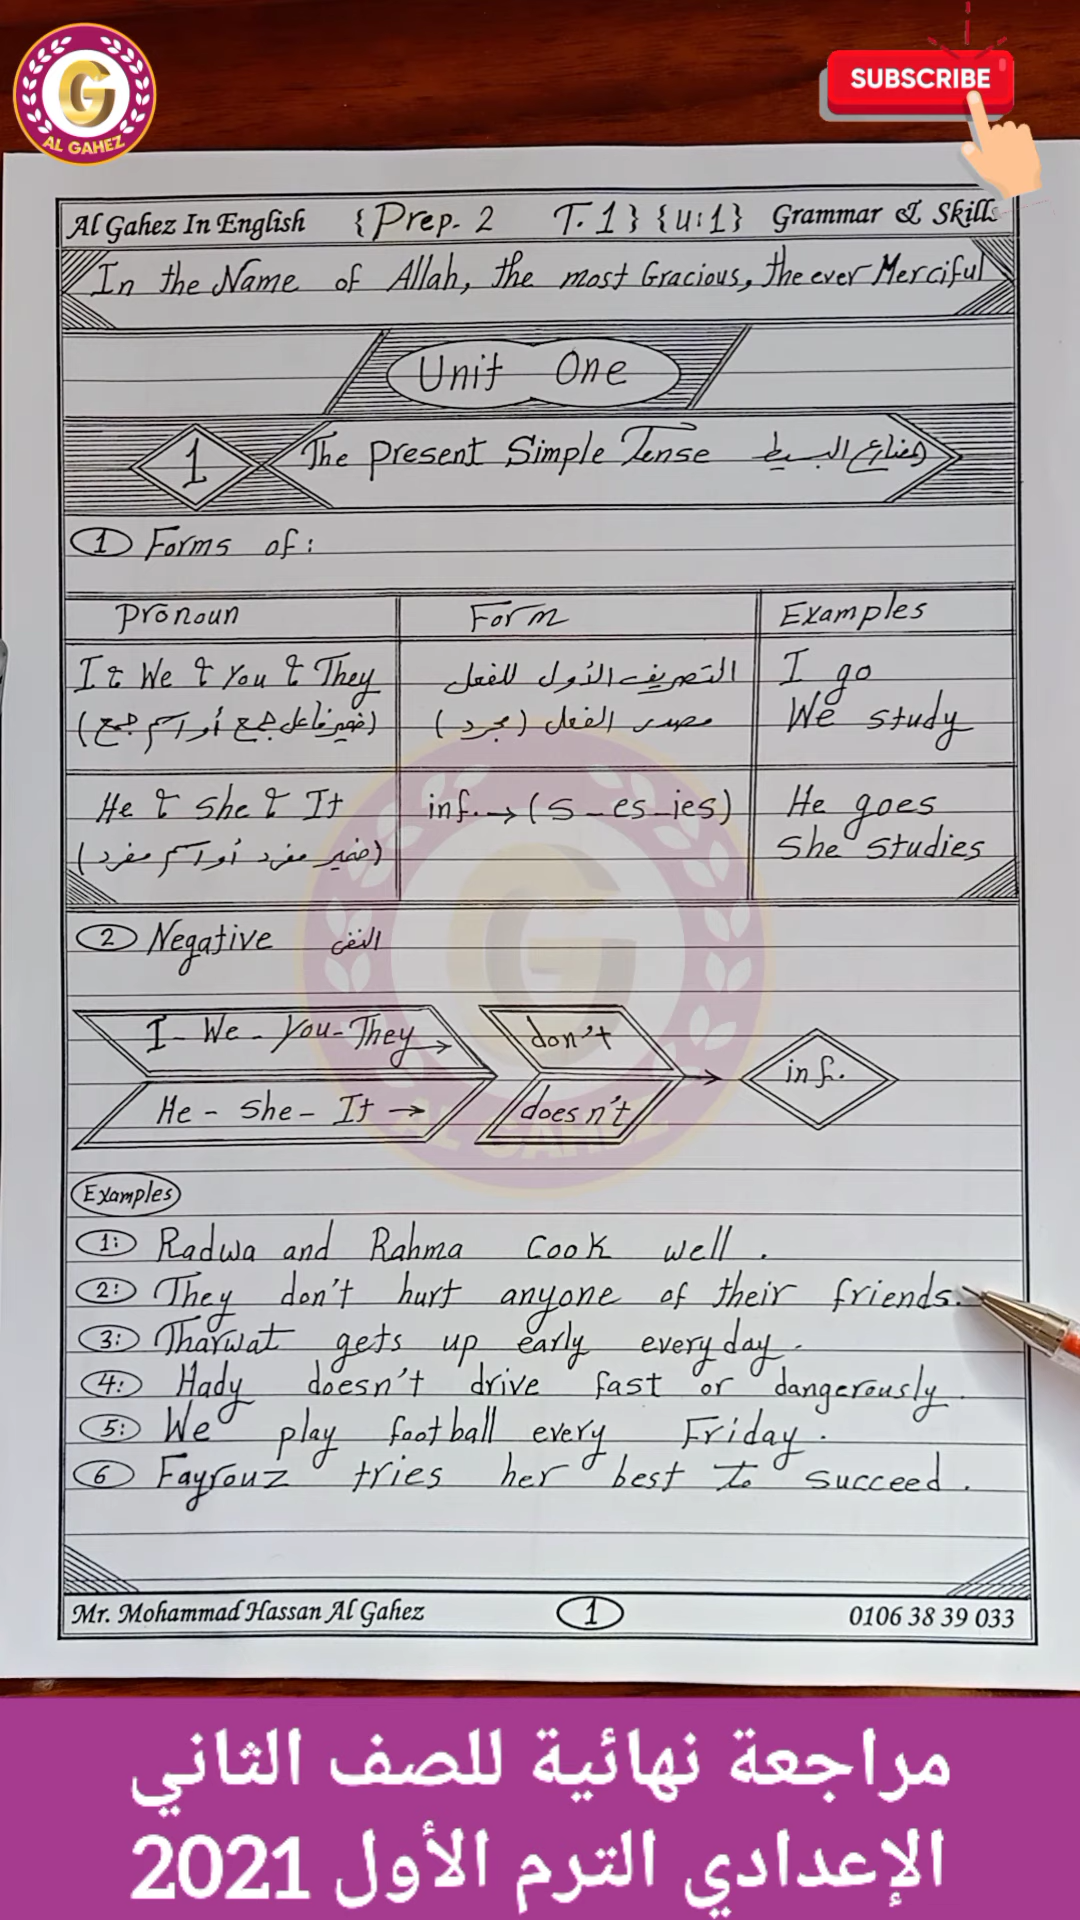 AL GAHEZ
SUBSCRIBE
Al Gahez In English {Prep. 2 T. 1} {U:1} Grammar & Skills
In the Name of Allah, the most Gracious, the ever Merciful
Unit One
1 The Present Simple Tense المضارع البسيط
1 Forms of:
Pronoun Form Examples
I & We & You & They التصريف الأول للفعل I go
(ضمير فاعل جمع أو اسم جمع) مصدر الفعل (مجرد) We study
He & She & It inf. → (s - es - ies) He goes
(ضمير مفرد أو اسم مفرد) She studies
2 Negative النفى
I - We - You - They → don't
inf.
He - She - It → doesn't
AL GAHEZ
Examples
1: Radwa and Rahma cook well.
2: They don't hurt anyone of their friends.
3: Tharwat gets up early everyday.
4: Hady doesn't drive fast or dangerously.
5: We play football every Friday.
6 Fayrouz tries her best to succeed.
Mr. Mohammad Hassan Al Gahez 1 0106 38 39 033
مراجعة نهائية للصف الثاني
الإعدادي الترم الأول 2021